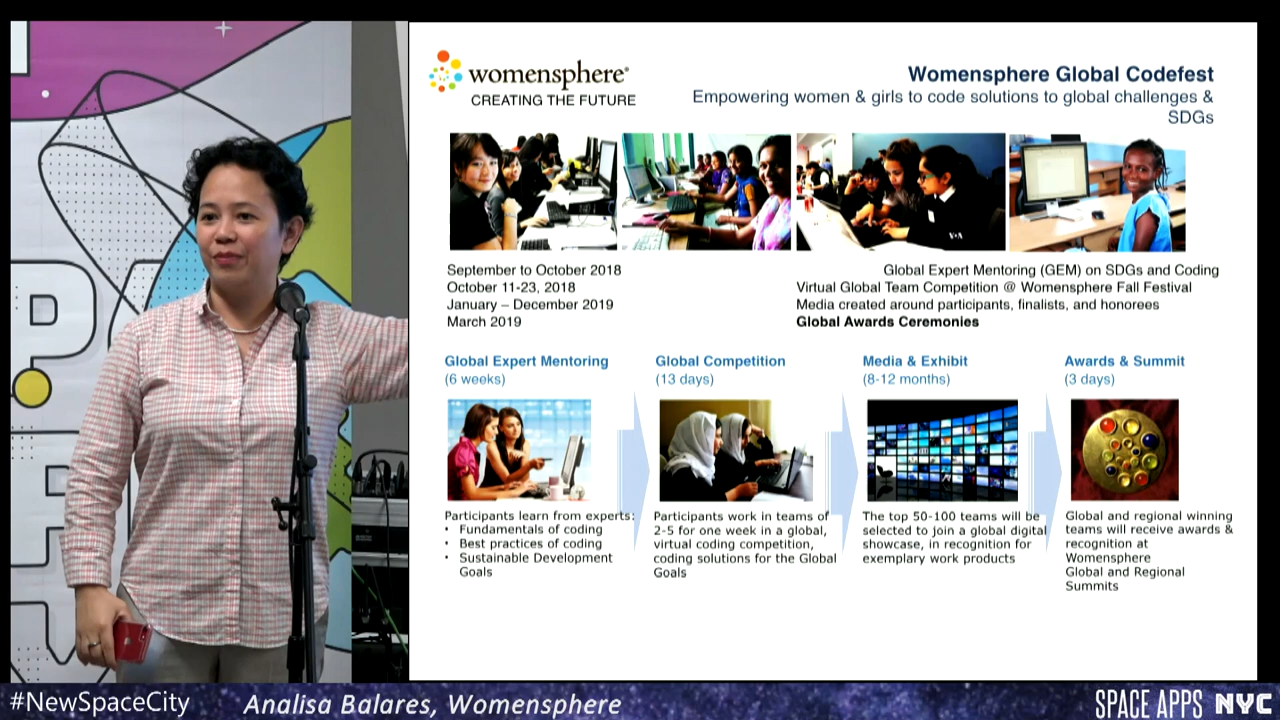 womensphere®
CREATING THE FUTURE
Womensphere Global Codefest
Empowering women & girls to code solutions to global challenges &
SDGs
September to October 2018
Global Expert Mentoring (GEM) on SDGs and Coding
October 11-23, 2018
Virtual Global Team Competition @ Womensphere Fall Festival
January – December 2019
Media created around participants, finalists, and honorees
March 2019
Global Awards Ceremonies
Global Expert Mentoring
(6 weeks)
Participants learn from experts:
• Fundamentals of coding
• Best practices of coding
• Sustainable Development
Goals
Global Competition
(13 days)
Participants work in teams of
2-5 for one week in a global,
virtual coding competition,
coding solutions for the Global
Goals
Media & Exhibit
(8-12 months)
The top 50-100 teams will be
selected to join a global digital
showcase, in recognition for
exemplary work products
Awards & Summit
(3 days)
Global and regional winning
teams will receive awards &
recognition at
Womensphere
Global and Regional
Summits
#NewSpaceCity
Analisa Balares, Womensphere
SPACE APPS NYC